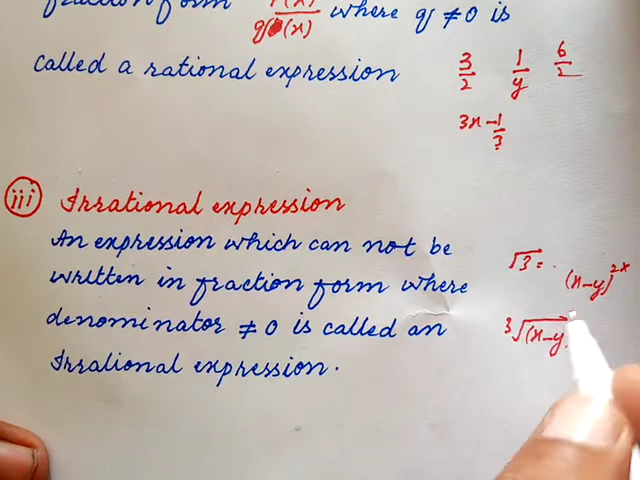 fraction form P(x)/q(x) where q ≠ 0 is
called a rational expression
3/2 1/y 6/2
3x - 1/3
iii Irrational expression
An expression which can not be
written in fraction form where
denominator ≠ 0 is called an
Irrational expression.
√3 =
(x-y)^2x
3√(x-y)